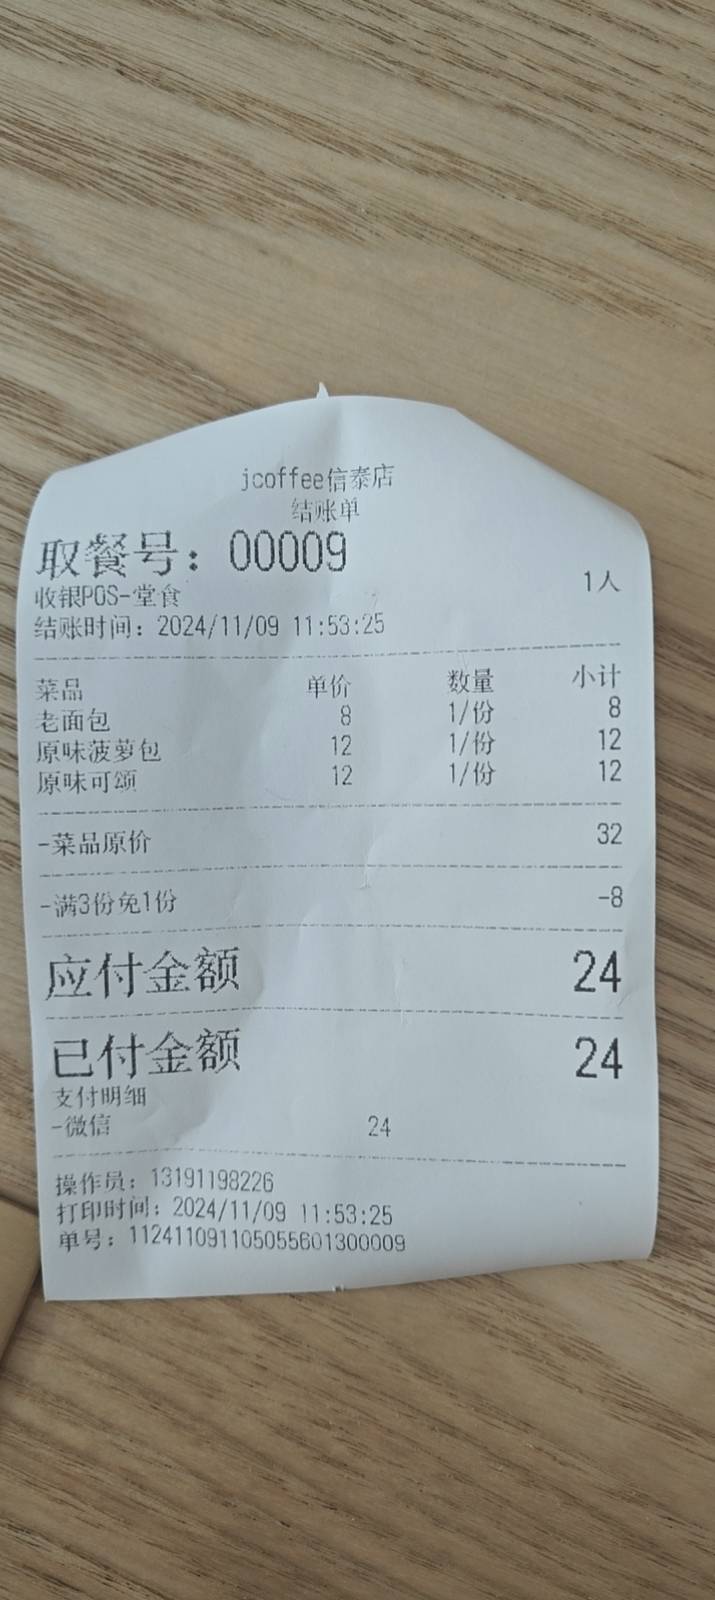 jcoffee信泰店
结账单
取餐号：00009
收银POS-堂食 1人
结账时间：2024/11/09 11:53:25
菜品 单价 数量 小计
老面包 8 1/份 8
原味菠萝包 12 1/份 12
原味可颂 12 1/份 12
-菜品原价 32
-满3份免1份 -8
应付金额 24
已付金额 24
支付明细
-微信 24
操作员：13191198226
打印时间：2024/11/09 11:53:25
单号：112411091105055601300009